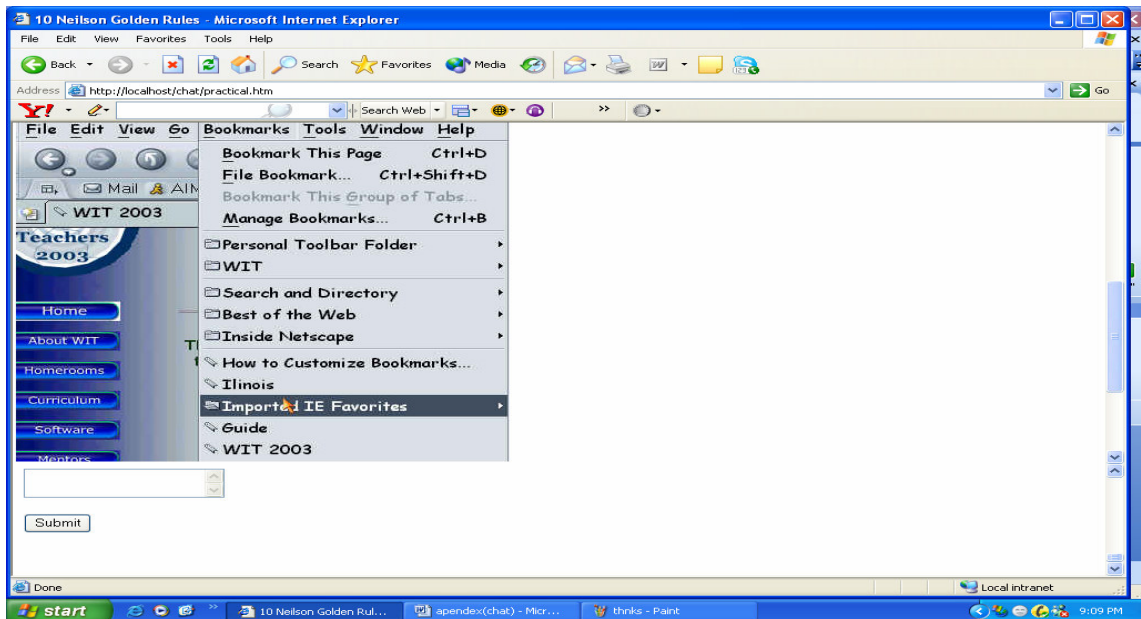 10 Neilson Golden Rules - Microsoft Internet Explorer
File Edit View Favorites Tools Help
Back Search Favorites Media
Address http://localhost/chat/practical.htm Go
Y! Search Web »
File Edit View Go Bookmarks Tools Window Help
Bookmark This Page Ctrl+D
File Bookmark... Ctrl+Shift+D
Mail AIM
Bookmark This Group of Tabs...
WIT 2003
Manage Bookmarks... Ctrl+B
Teachers
2003
Personal Toolbar Folder
WIT
Search and Directory
Home
Best of the Web
About WIT
Inside Netscape
Homerooms
How to Customize Bookmarks...
Ilinois
Curriculum
Imported IE Favorites
Software
Guide
Mentors
WIT 2003
Submit
Done Local intranet
start » 10 Neilson Golden Rul... apendex(chat) - Micr... thnks - Paint 9:09 PM